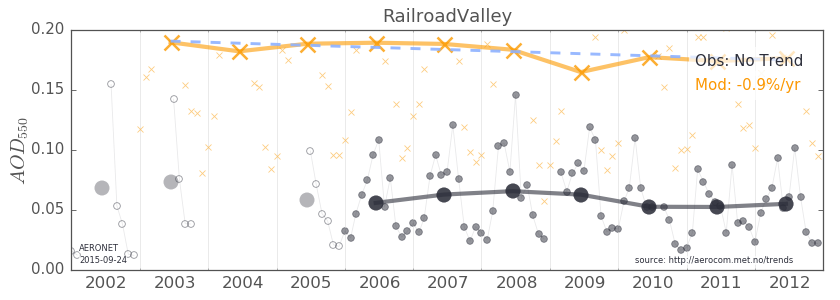 RailroadValley
0.20
0.15
0.10
0.05
0.00
AOD550
Obs: No Trend
Mod: -0.9%/yr
AERONET
2015-09-24
source: http://aerocom.met.no/trends
2002 2003 2004 2005 2006 2007 2008 2009 2010 2011 2012